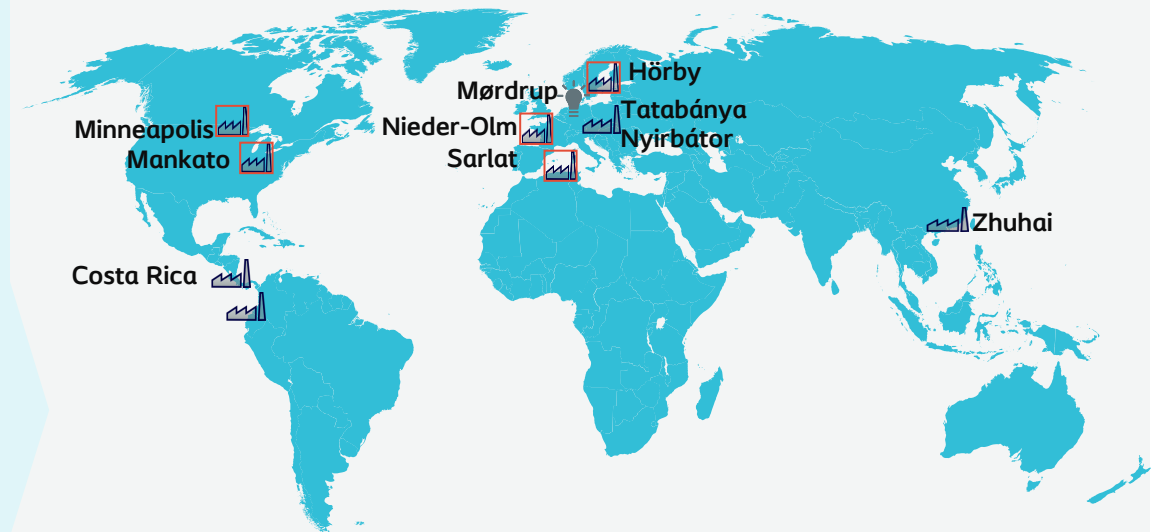 Hörby
Mørdrup
Tatabánya
Nieder-Olm
Nyirbátor
Minneapolis
Mankato
Sarlat
Zhuhai
Costa Rica